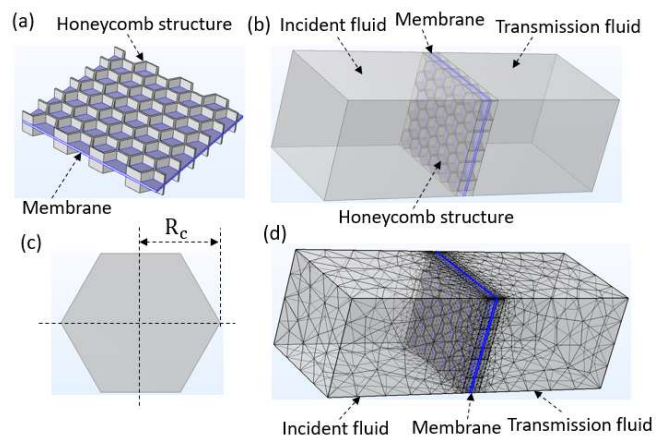 (a)
Honeycomb structure
Membrane
(b)
Incident fluid
Membrane
Transmission fluid
Honeycomb structure
(c)
Rc
(d)
Incident fluid
Membrane
Transmission fluid